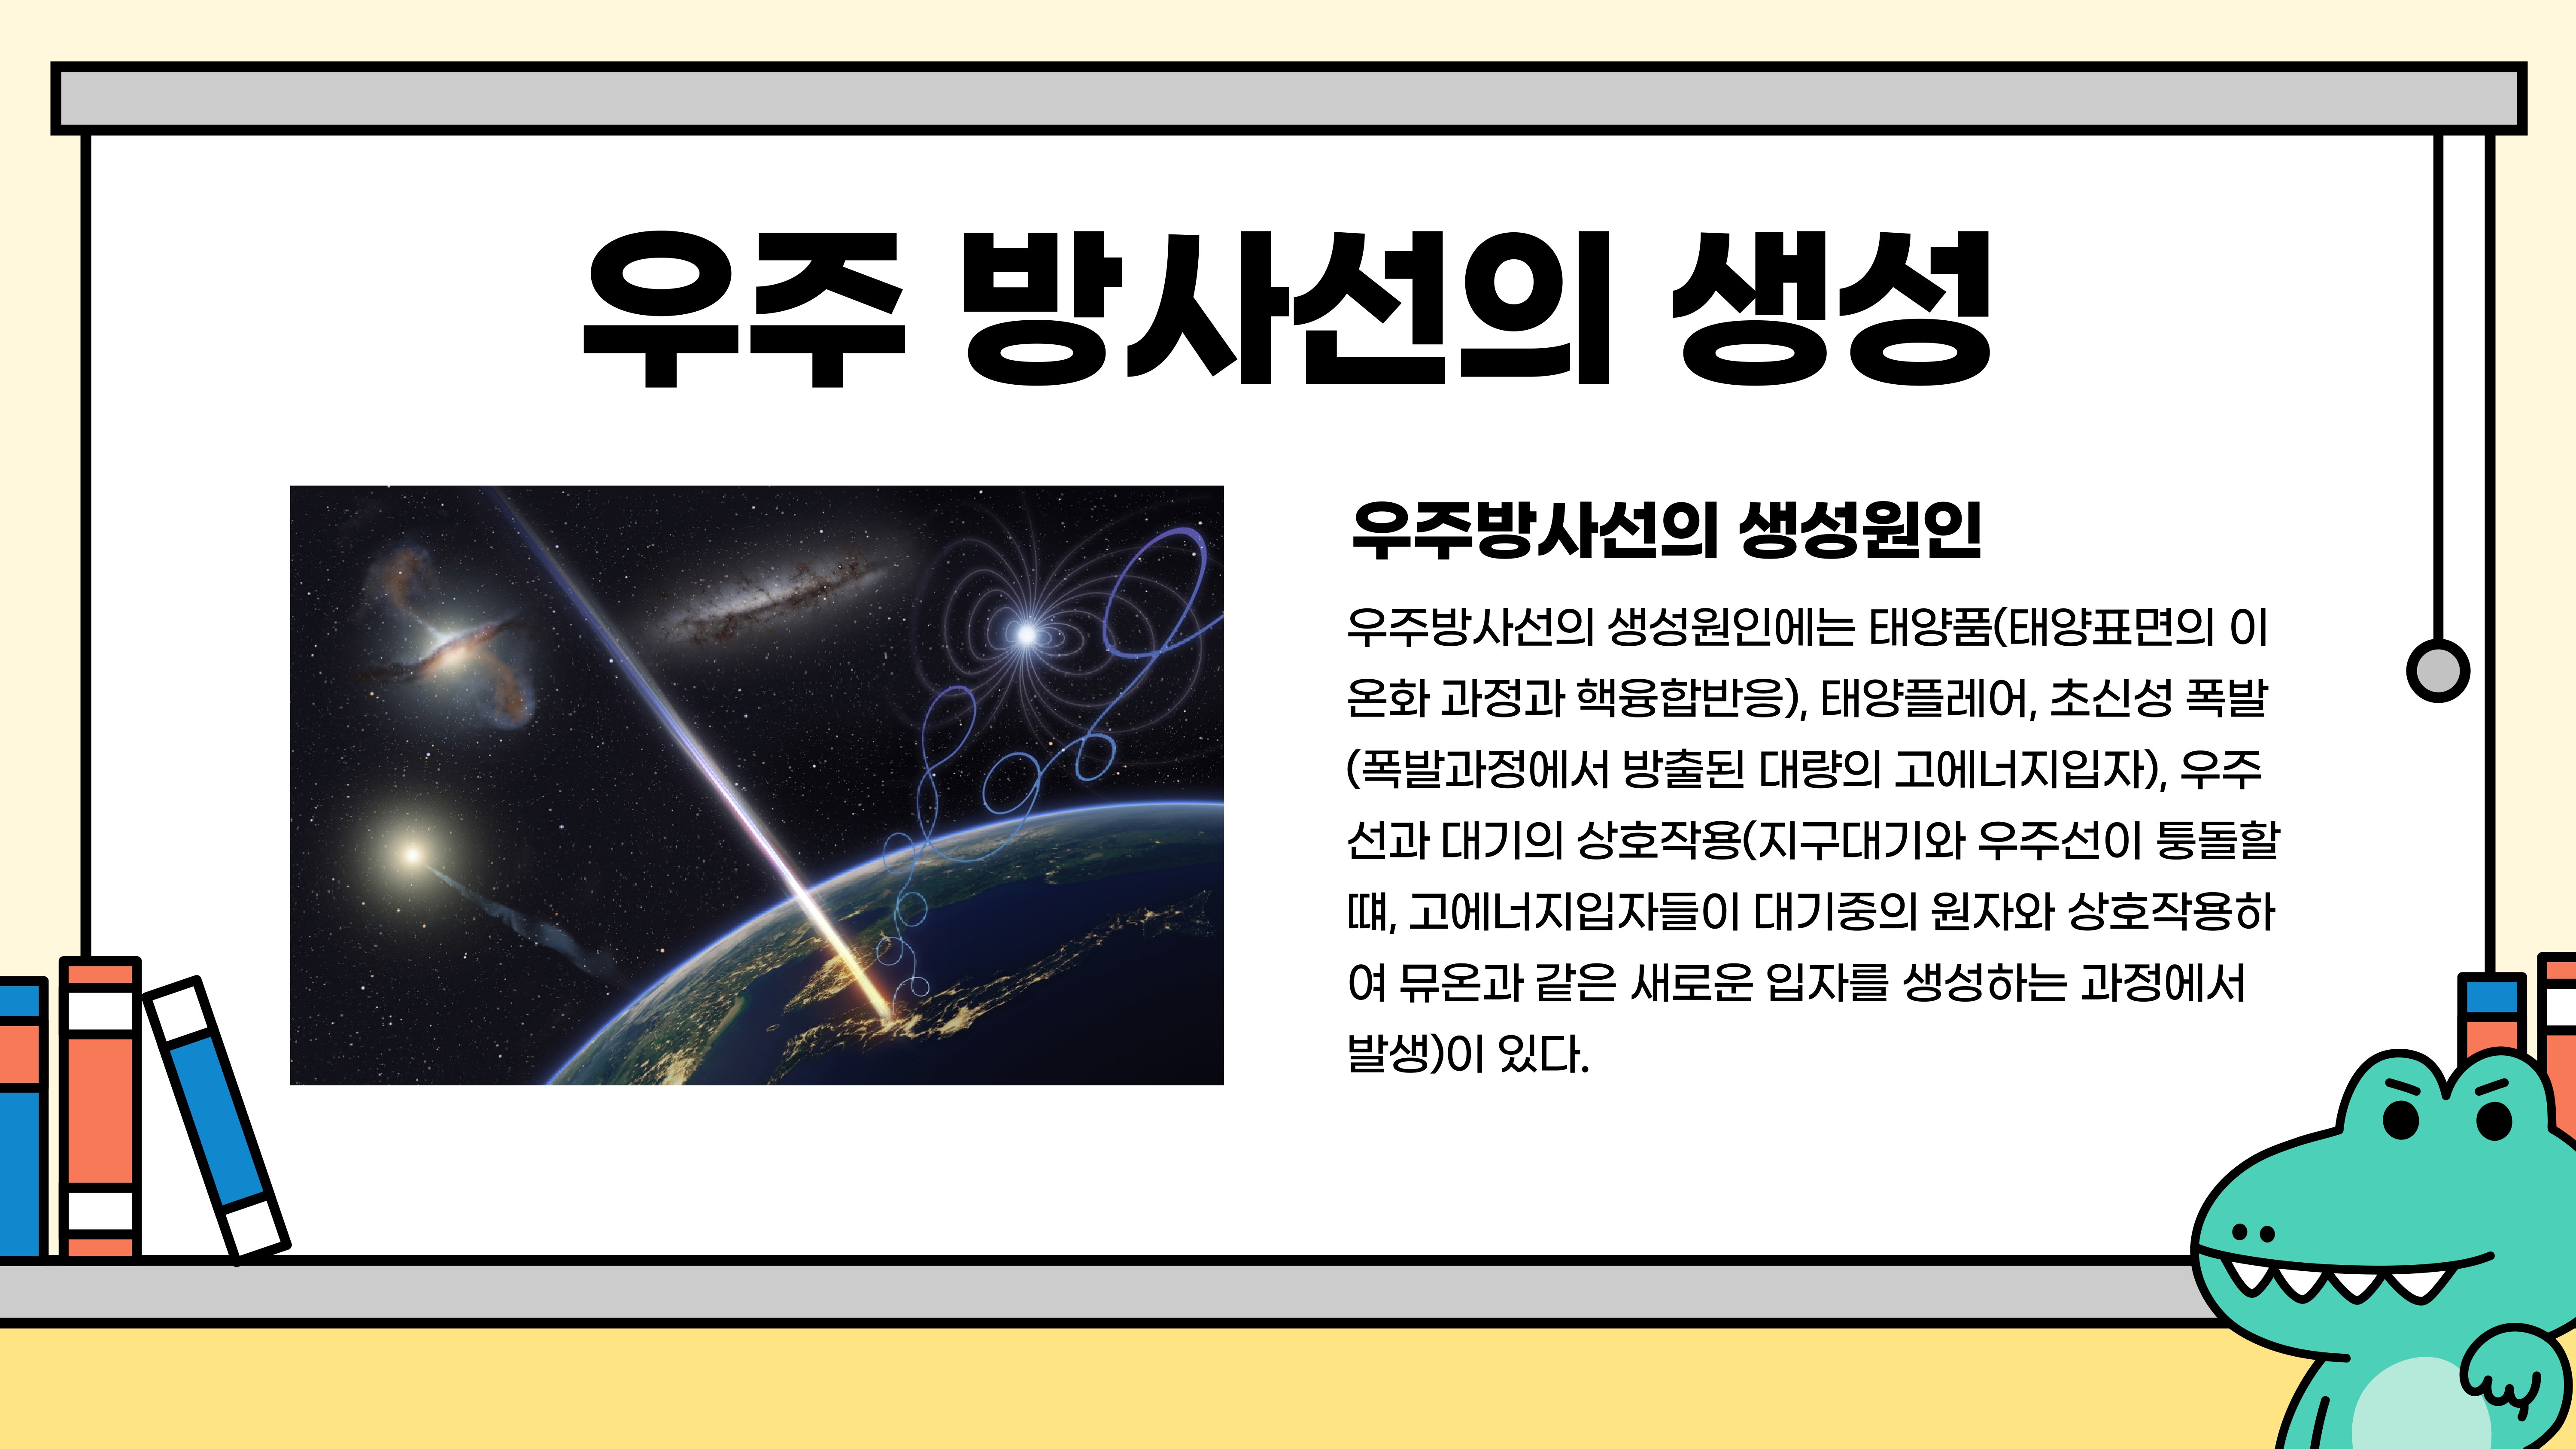 우주 방사선의 생성
우주방사선의 생성원인
우주방사선의 생성원인에는 태양품(태양표면의 이
온화 과정과 핵융합반응), 태양플레어, 초신성 폭발
(폭발과정에서 방출된 대량의 고에너지입자), 우주
선과 대기의 상호작용(지구대기와 우주선이 퉁돌할
떄, 고에너지입자들이 대기중의 원자와 상호작용하
여 뮤온과 같은 새로운 입자를 생성하는 과정에서
발생)이 있다.